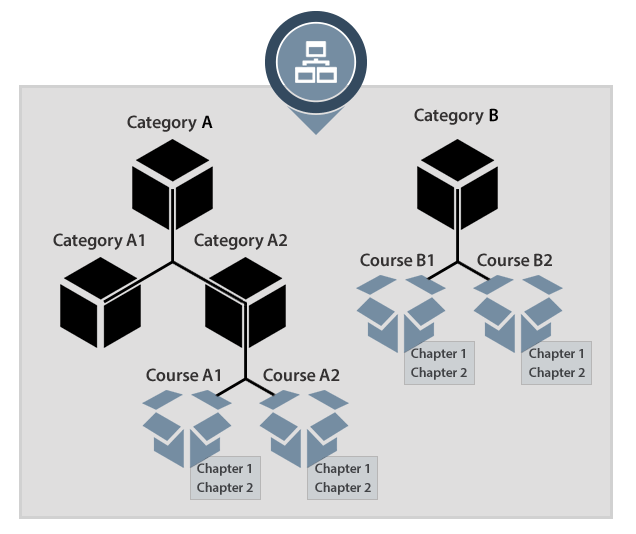 Category A
Category B
Category A1
Category A2
Course B1
Course B2
Chapter 1
Chapter 2
Chapter 1
Chapter 2
Course A1
Course A2
Chapter 1
Chapter 2
Chapter 1
Chapter 2